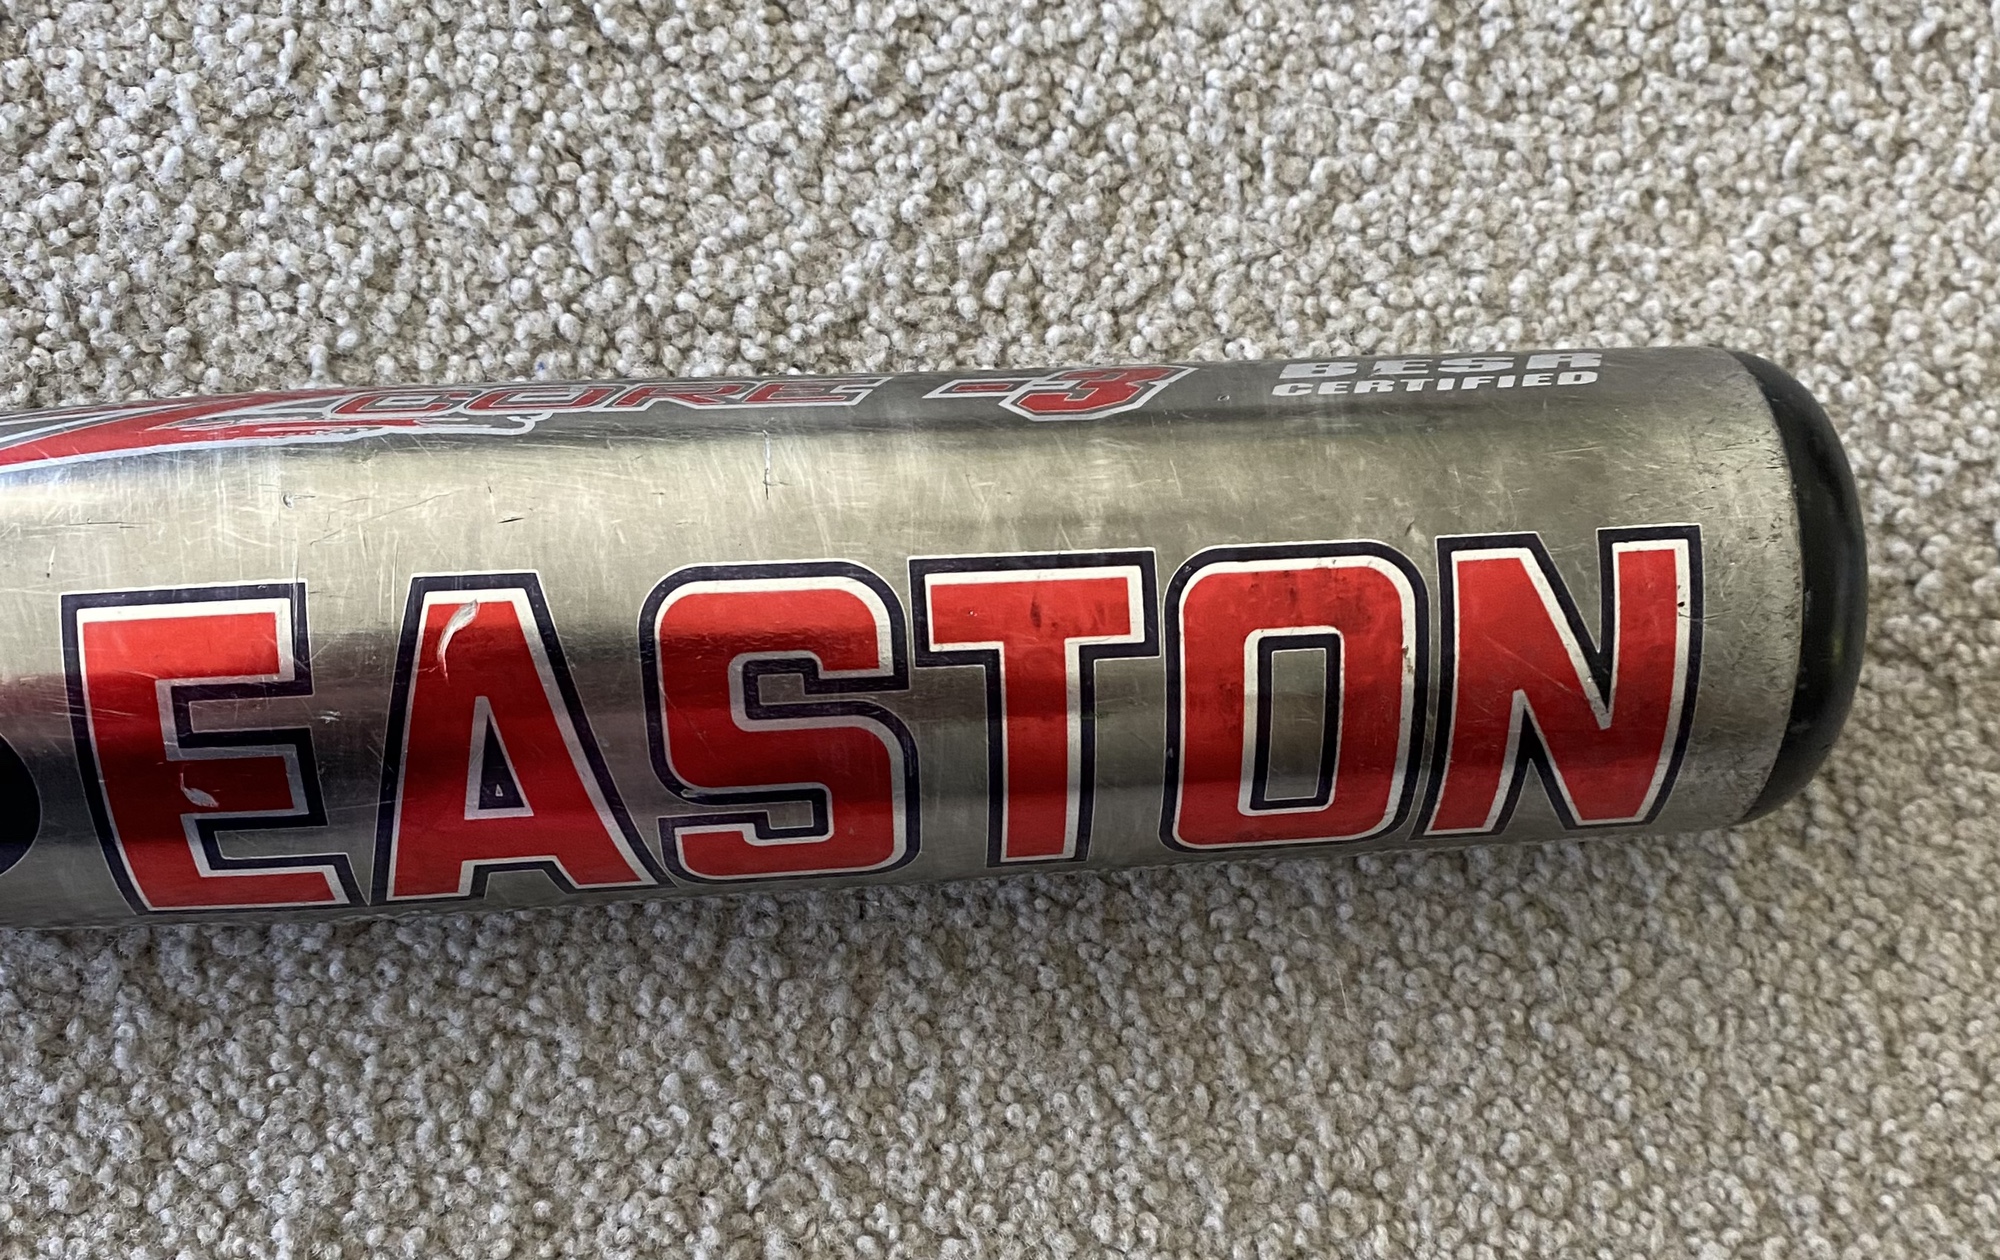 Z CORE -3
BESR
CERTIFIED
EASTON